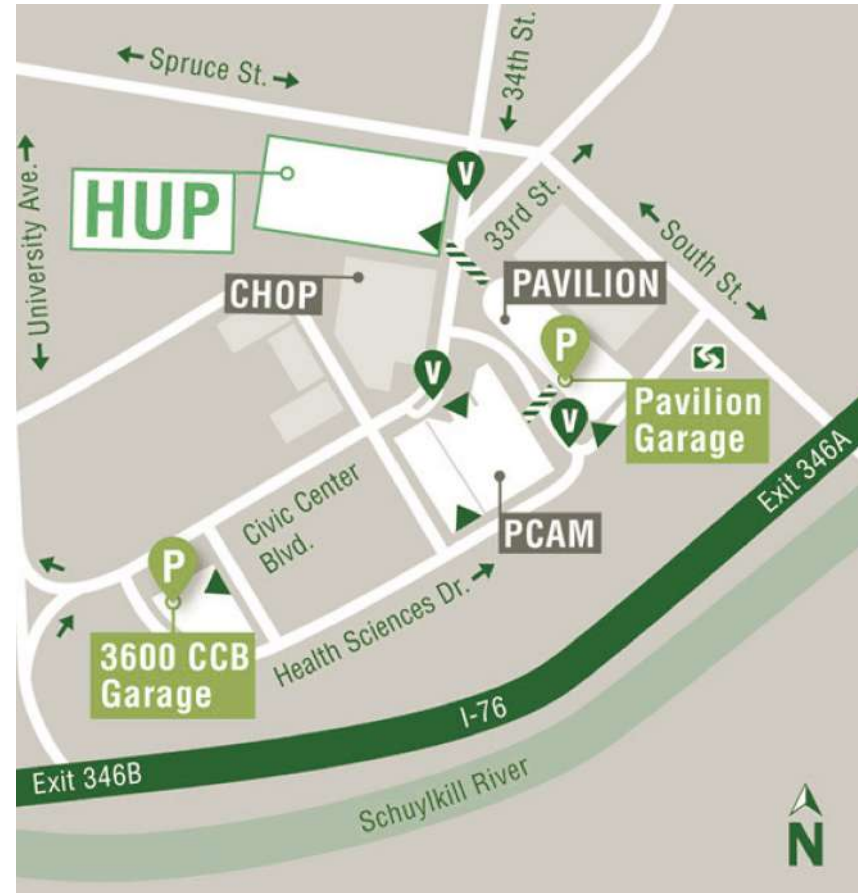 Spruce St.
34th St.
University Ave.
HUP
V
33rd St.
South St.
CHOP
PAVILION
P
V
Pavilion
Garage
V
Exit 346A
Civic Center
Blvd.
PCAM
P
Health Sciences Dr.
3600 CCB
Garage
I-76
Exit 346B
Schuylkill River
N